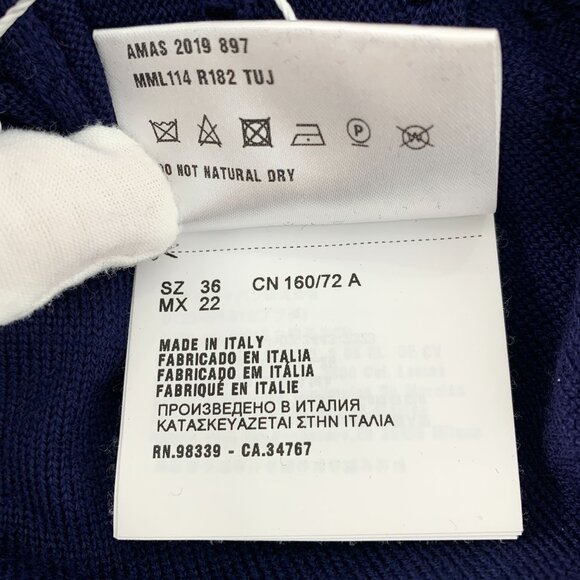 AMAS 2019 897
MML114 R182 TUJ
P W
DO NOT NATURAL DRY
SZ 36 CN 160/72 A
MX 22
MADE IN ITALY
FABRICADO EN ITALIA
FABRICADO EM ITÀLIA
FABRIQUÉ EN ITALIE
ПРОИЗВЕДЕНО В ИТАЛИЯ
ΚΑΤΑΣΚΕΥΑΖΕΤΑΙ ΣΤΗΝ ΙΤΑΛΙΑ
RN.98339 - CA.34767